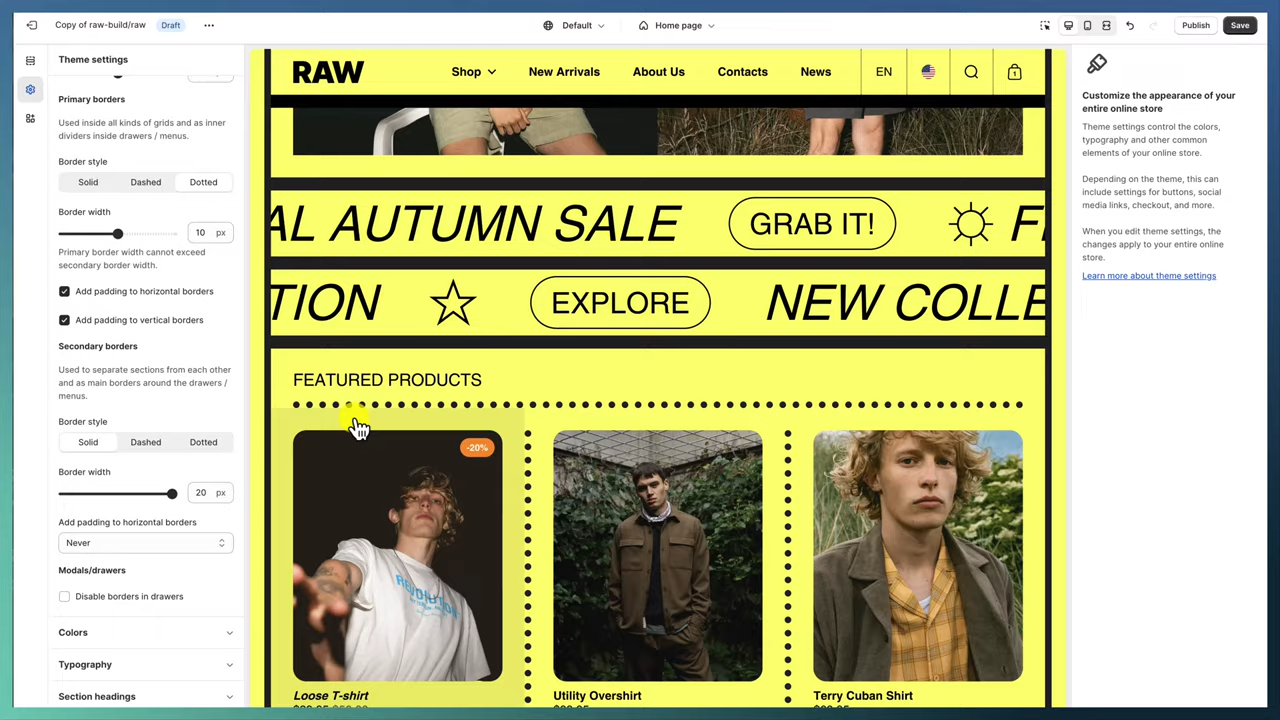 Copy of raw-build/raw
Draft
Default
Home page
Publish
Save
Theme settings
Primary borders
Used inside all kinds of grids and as inner
dividers inside drawers / menus.
Border style
Solid
Dashed
Dotted
Border width
10 px
Primary border width cannot exceed
secondary border width.
Add padding to horizontal borders
Add padding to vertical borders
Secondary borders
Used to separate sections from each other
and as main borders around the drawers /
menus.
Border style
Solid
Dashed
Dotted
Border width
20 px
Add padding to horizontal borders
Never
Modals/drawers
Disable borders in drawers
Colors
Typography
Section headings
RAW
Shop
New Arrivals
About Us
Contacts
News
EN
1
AL AUTUMN SALE
GRAB IT!
TION
EXPLORE
NEW COLLE
FEATURED PRODUCTS
-20%
Loose T-shirt
Utility Overshirt
Terry Cuban Shirt
Customize the appearance of your
entire online store
Theme settings control the colors,
typography and other common
elements of your online store.
Depending on the theme, this can
include settings for buttons, social
media links, checkout, and more.
When you edit theme settings, the
changes apply to your entire online
store.
Learn more about theme settings